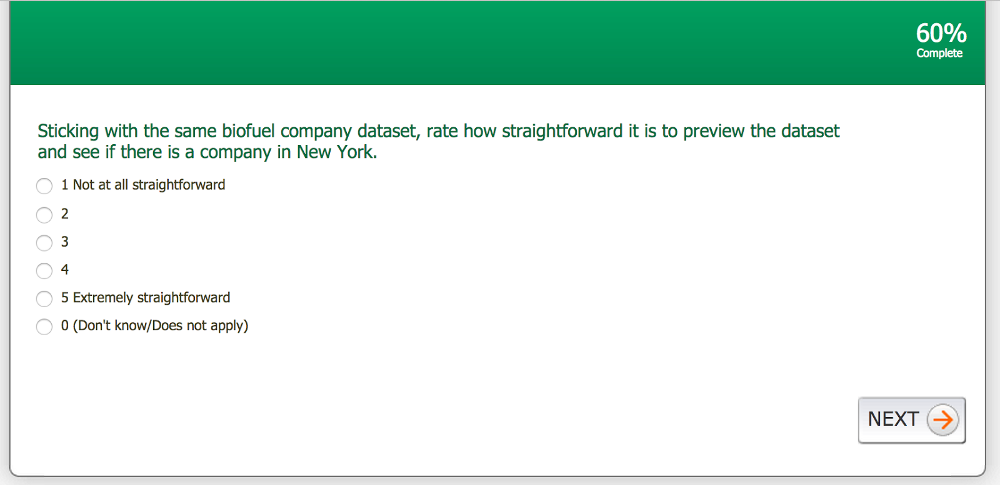 60%
Complete
Sticking with the same biofuel company dataset, rate how straightforward it is to preview the dataset
and see if there is a company in New York.
1 Not at all straightforward
2
3
4
5 Extremely straightforward
0 (Don't know/Does not apply)
NEXT